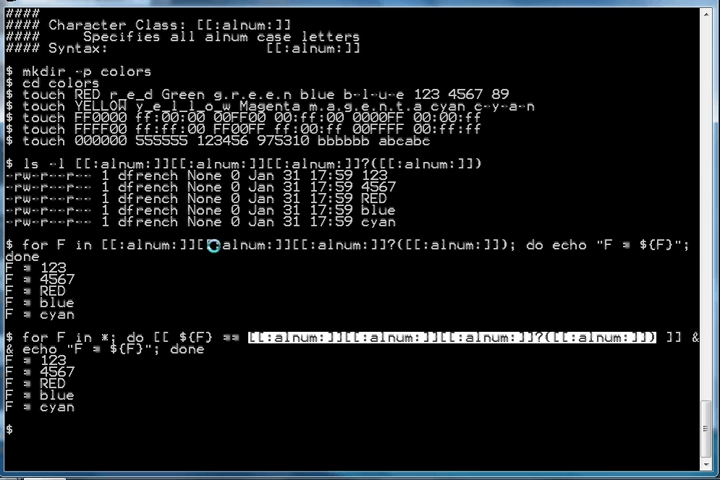 ####
#### Character Class: [[:alnum:]]
####     Specifies all alnum case letters
#### Syntax:                    [[:alnum:]]
$ mkdir -p colors
$ cd colors
$ touch RED r_e_d Green g.r.e.e.n blue b-l-u-e 123 4567 89
$ touch YELLOW y_e_l_l_o_w Magenta m.a.g.e.n.t.a cyan c-y-a-n
$ touch FF0000 ff:00:00 00FF00 00:ff:00 0000FF 00:00:ff
$ touch FFFF00 ff:ff:00 FF00FF ff:00:ff 00FFFF 00:ff:ff
$ touch 000000 555555 123456 975310 bbbbbb abcabc
$ ls -l [[:alnum:]][[:alnum:]][[:alnum:]]?([[:alnum:]])
-rw-r--r-- 1 dfrench None 0 Jan 31 17:59 123
-rw-r--r-- 1 dfrench None 0 Jan 31 17:59 4567
-rw-r--r-- 1 dfrench None 0 Jan 31 17:59 RED
-rw-r--r-- 1 dfrench None 0 Jan 31 17:59 blue
-rw-r--r-- 1 dfrench None 0 Jan 31 17:59 cyan
$ for F in [[:alnum:]][[:alnum:]][[:alnum:]]?([[:alnum:]]); do echo "F = ${F}";
done
F = 123
F = 4567
F = RED
F = blue
F = cyan
$ for F in *; do [[ ${F} == [[:alnum:]][[:alnum:]][[:alnum:]]?([[:alnum:]]) ]] &
& echo "F = ${F}"; done
F = 123
F = 4567
F = RED
F = blue
F = cyan
$